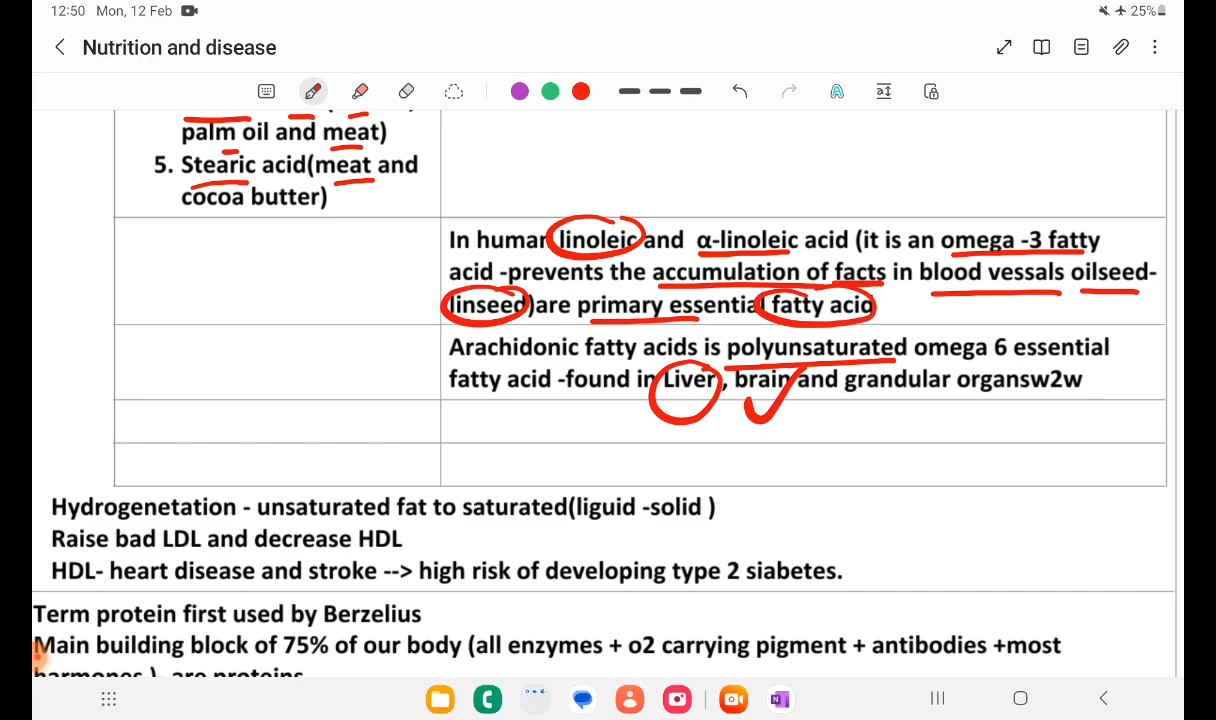 12:50 Mon, 12 Feb 25%
Nutrition and disease
palm oil and meat)
5. Stearic acid(meat and
cocoa butter)
In human linoleic and α-linoleic acid (it is an omega -3 fatty
acid -prevents the accumulation of facts in blood vessals oilseed-
linseed)are primary essential fatty acid
Arachidonic fatty acids is polyunsaturated omega 6 essential
fatty acid -found in Liver, brain and grandular organsw2w
Hydrogenetation - unsaturated fat to saturated(liguid -solid )
Raise bad LDL and decrease HDL
HDL- heart disease and stroke --> high risk of developing type 2 siabetes.
Term protein first used by Berzelius
Main building block of 75% of our body (all enzymes + o2 carrying pigment + antibodies +most
hormones ) are proteins